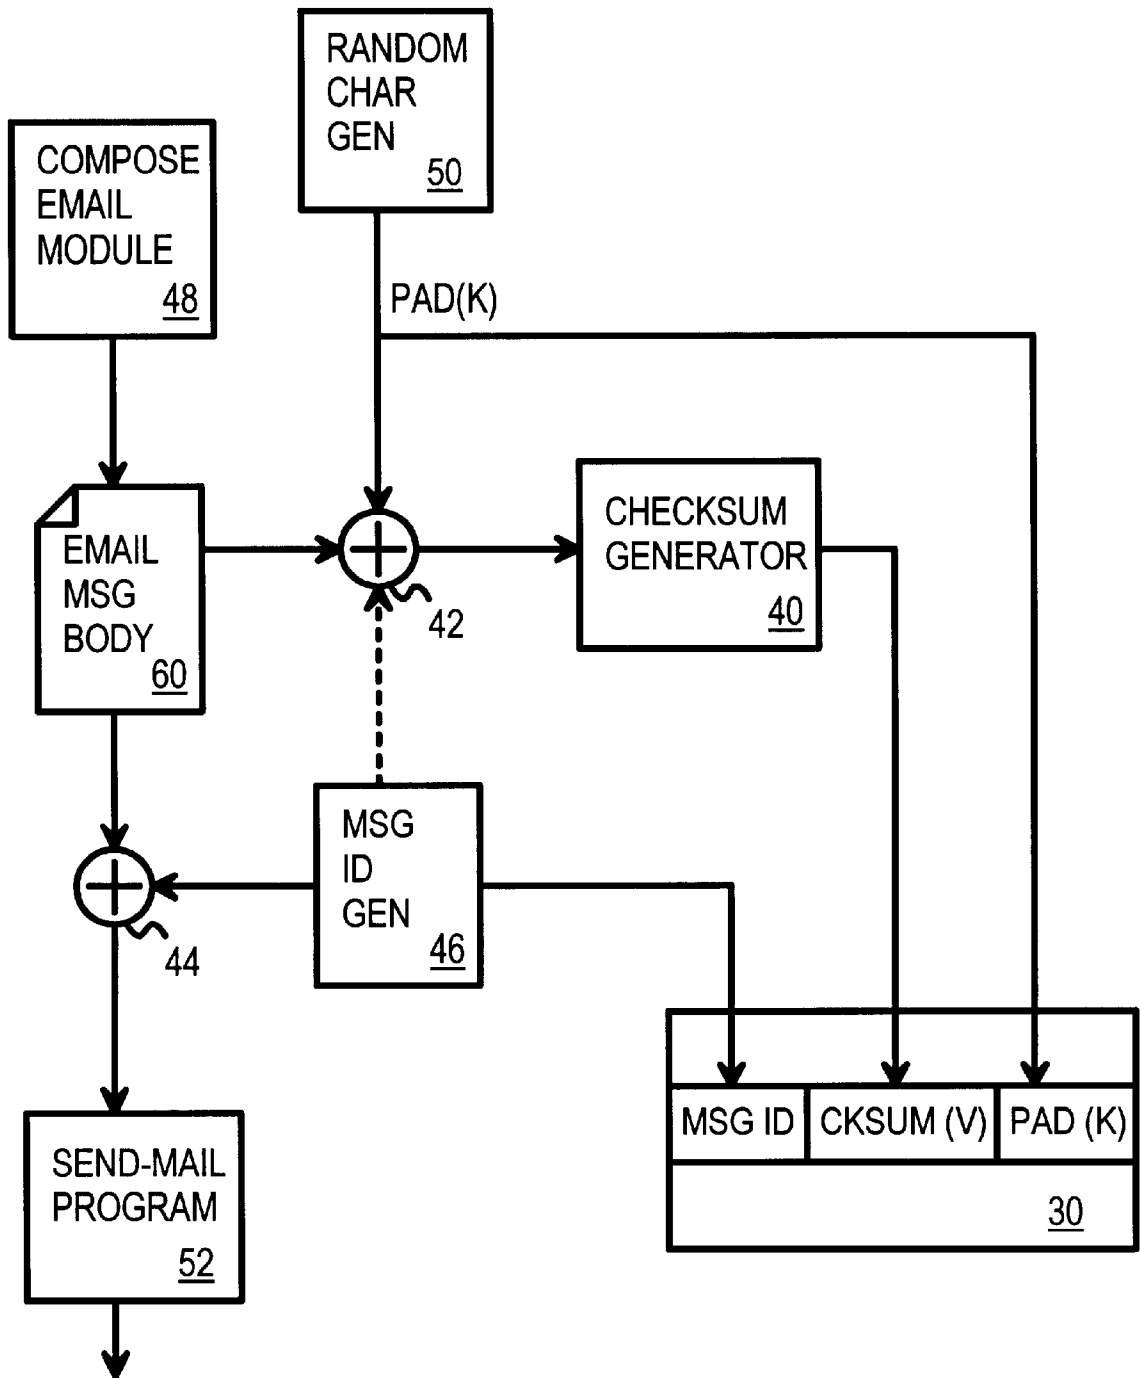 RANDOM
CHAR
GEN
50
COMPOSE
EMAIL
MODULE
48
PAD(K)
EMAIL
MSG
BODY
60
42
CHECKSUM
GENERATOR
40
MSG
ID
GEN
46
44
MSG ID
CKSUM (V)
PAD (K)
30
SEND-MAIL
PROGRAM
52